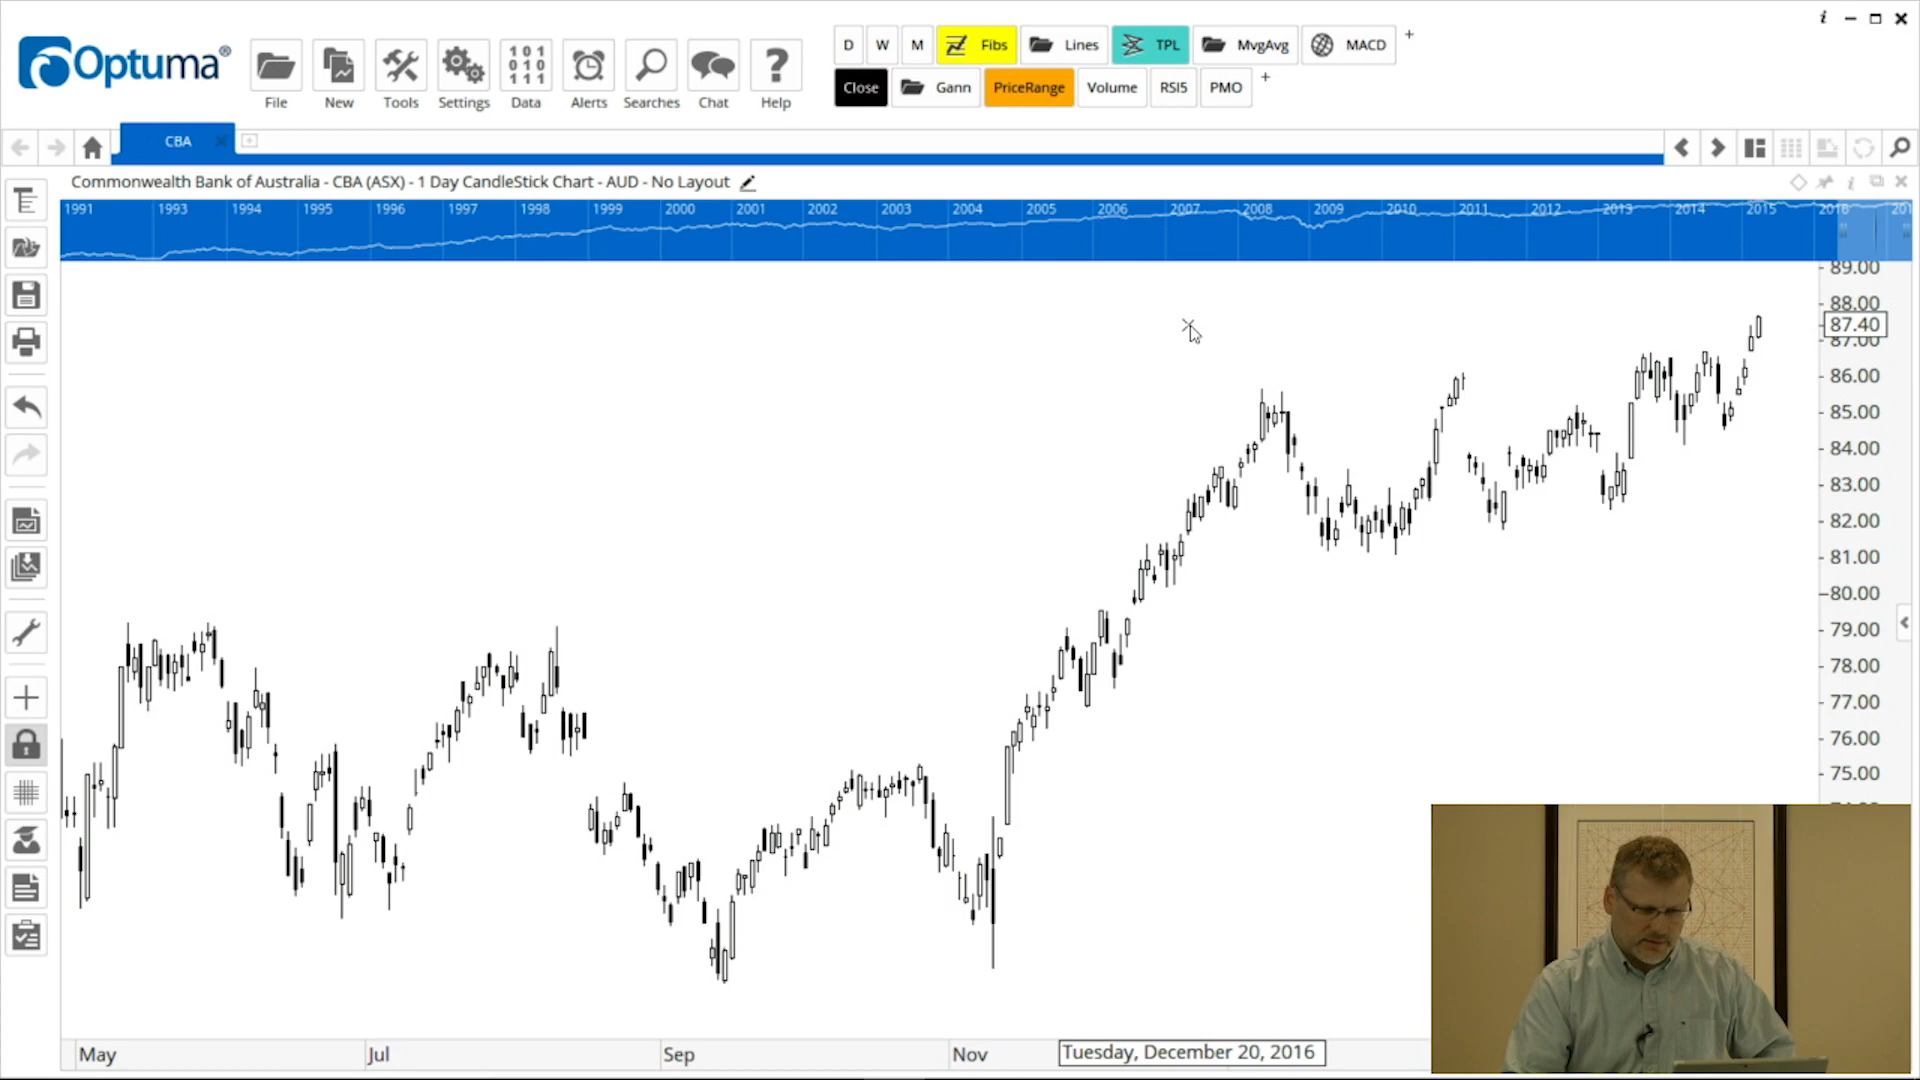 Optuma®
File
New
Tools
Settings
101
010
111
Data
Alerts
Searches
Chat
Help
D W M Fibs Lines TPL MvgAvg MACD +
Close Gann PriceRange Volume RSI5 PMO +
CBA
Commonwealth Bank of Australia - CBA (ASX) - 1 Day CandleStick Chart - AUD - No Layout
1991 1993 1994 1995 1996 1997 1998 1999 2000 2001 2002 2003 2004 2005 2006 2007 2008 2009 2010 2011 2012 2013 2014 2015 2016
89.00
88.00
87.40
87.00
86.00
85.00
84.00
83.00
82.00
81.00
80.00
79.00
78.00
77.00
76.00
75.00
May Jul Sep Nov Tuesday, December 20, 2016